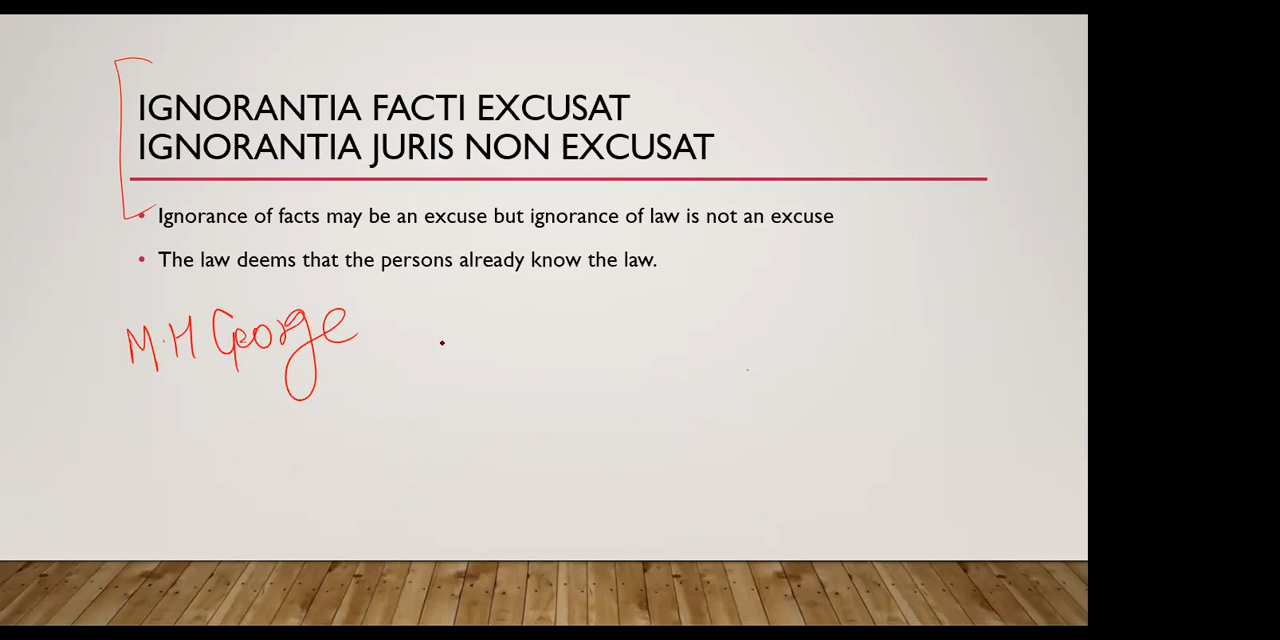 IGNORANTIA FACTI EXCUSAT
IGNORANTIA JURIS NON EXCUSAT
• Ignorance of facts may be an excuse but ignorance of law is not an excuse
• The law deems that the persons already know the law.
M.H George